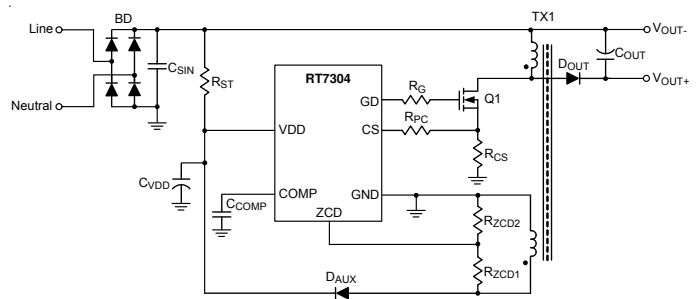 Line
BD
TX1
VOUT-
CSIN
RST
RT7304
DOUT
COUT
VOUT+
Neutral
GD
RG
Q1
VDD
CS
RPC
RCS
CVDD
CCOMP
COMP
GND
ZCD
RZCD2
RZCD1
DAUX